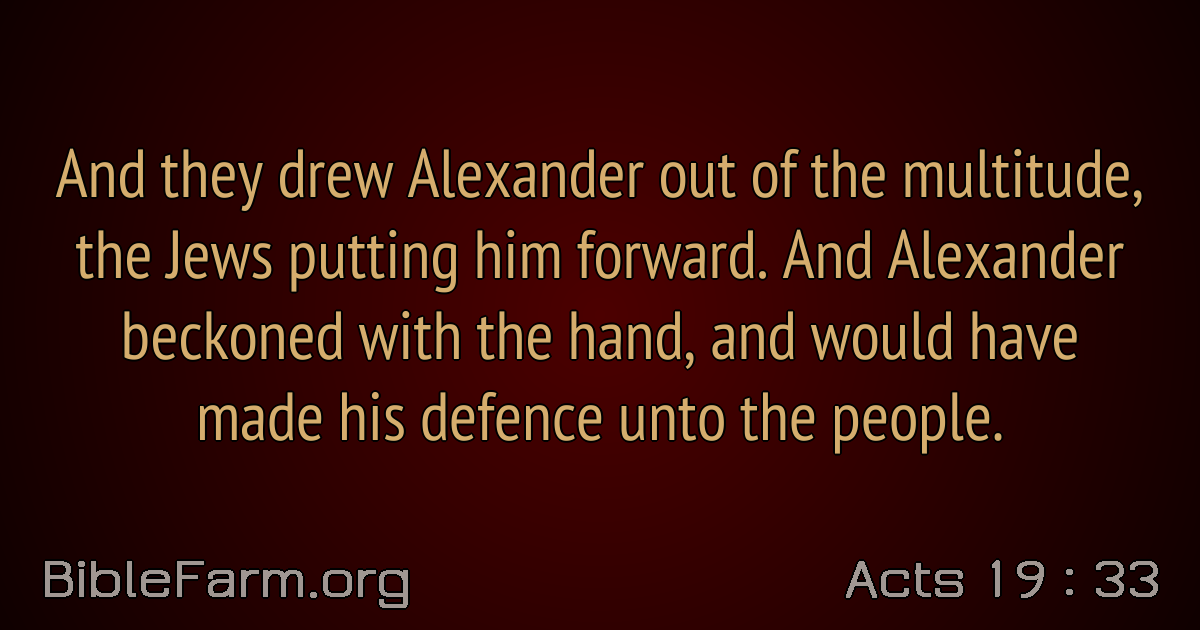 And they drew Alexander out of the multitude,
the Jews putting him forward. And Alexander
beckoned with the hand, and would have
made his defence unto the people.
BibleFarm.org
Acts 19 : 33